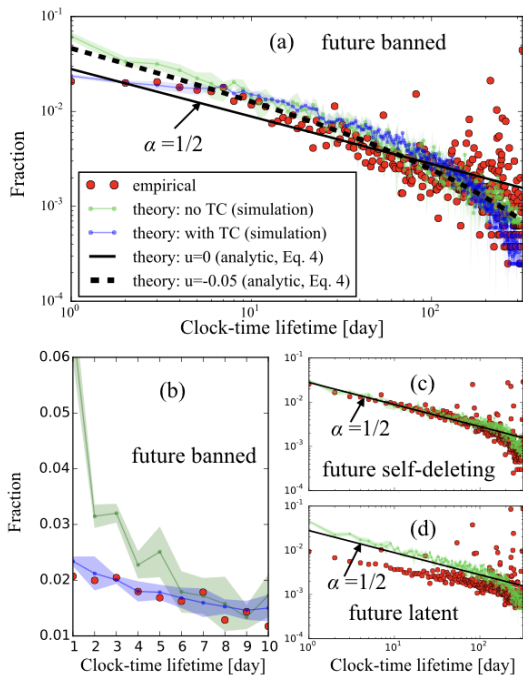 (a) future banned
10⁻¹
10⁻²
10⁻³
10⁻⁴
Fraction
α =1/2
empirical
theory: no TC (simulation)
theory: with TC (simulation)
theory: u=0 (analytic, Eq. 4)
theory: u=-0.05 (analytic, Eq. 4)
10⁰ 10¹ 10²
Clock-time lifetime [day]
(b)
future banned
0.06
0.05
0.04
0.03
0.02
0.01
Fraction
1 2 3 4 5 6 7 8 9 10
Clock-time lifetime [day]
(c)
10⁻¹
10⁻²
10⁻³
10⁻⁴
α =1/2
future self-deleting
10⁰ 10¹ 10²
(d)
10⁻¹
10⁻²
10⁻³
10⁻⁴
α =1/2
future latent
10⁰ 10¹ 10²
Clock-time lifetime [day]